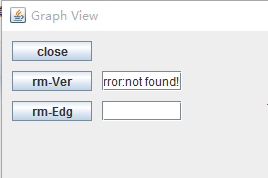 Graph View
close
rm-Ver rror:not found!
rm-Edg